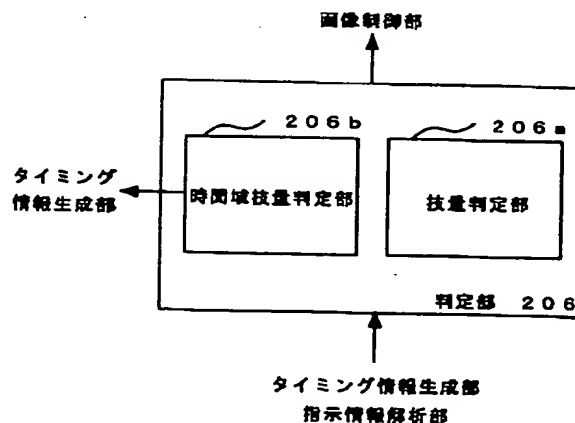 画像制御部
206b
206a
タイミング
情報生成部
時間域技量判定部
技量判定部
判定部 206
タイミング情報生成部
指示情報解析部